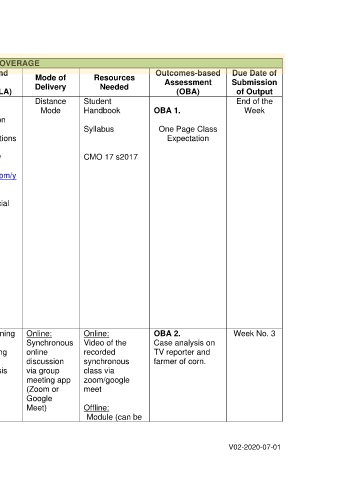 OVERAGE
nd
LA)
Mode of
Delivery
Resources
Needed
Outcomes-based
Assessment
(OBA)
Due Date of
Submission
of Output
on
tions
om/y
cial
Distance
Mode
Student
Handbook
Syllabus
CMO 17 s2017
OBA 1.
One Page Class
Expectation
End of the
Week
ning
ng
sis
Online:
Synchronous
online
discussion
via group
meeting app
(Zoom or
Google
Meet)
Online:
Video of the
recorded
synchronous
class via
zoom/google
meet
Offline:
Module (can be
OBA 2.
Case analysis on
TV reporter and
farmer of corn.
Week No. 3
V02-2020-07-01